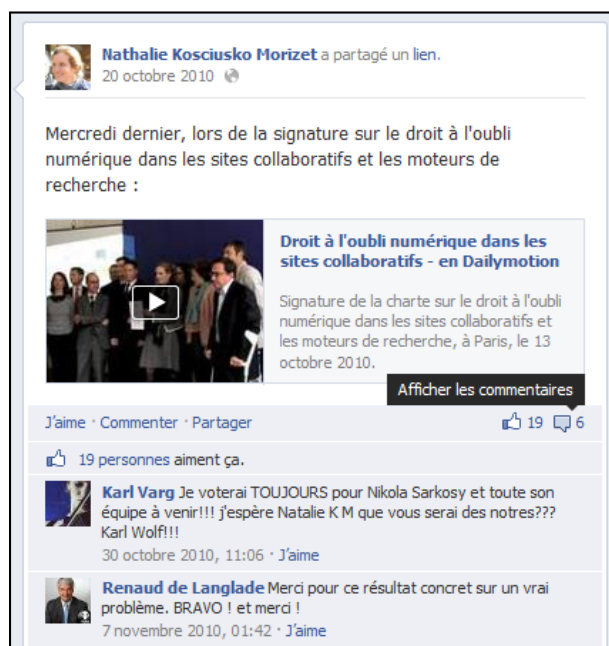 Nathalie Kosciusko Morizet a partagé un lien.
20 octobre 2010
Mercredi dernier, lors de la signature sur le droit à l'oubli
numérique dans les sites collaboratifs et les moteurs de
recherche :
Droit à l'oubli numérique dans les
sites collaboratifs - en Dailymotion
Signature de la charte sur le droit à l'oubli
numérique dans les sites collaboratifs et
les moteurs de recherche, à Paris, le 13
octobre 2010.
Afficher les commentaires
J'aime · Commenter · Partager 19 6
19 personnes aiment ça.
Karl Varg Je voterai TOUJOURS pour Nikola Sarkosy et toute son
équipe à venir!!! j'espère Natalie K M que vous serai des notres???
Karl Wolf!!!
30 octobre 2010, 11:06 · J'aime
Renaud de Langlade Merci pour ce résultat concret sur un vrai
problème. BRAVO ! et merci !
7 novembre 2010, 01:42 · J'aime